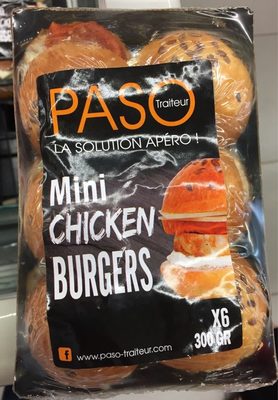 PASO
Traiteur
LA SOLUTION APÉRO !
Mini
CHICKEN
BURGERS
X6
300 GR
f www.paso-traiteur.com